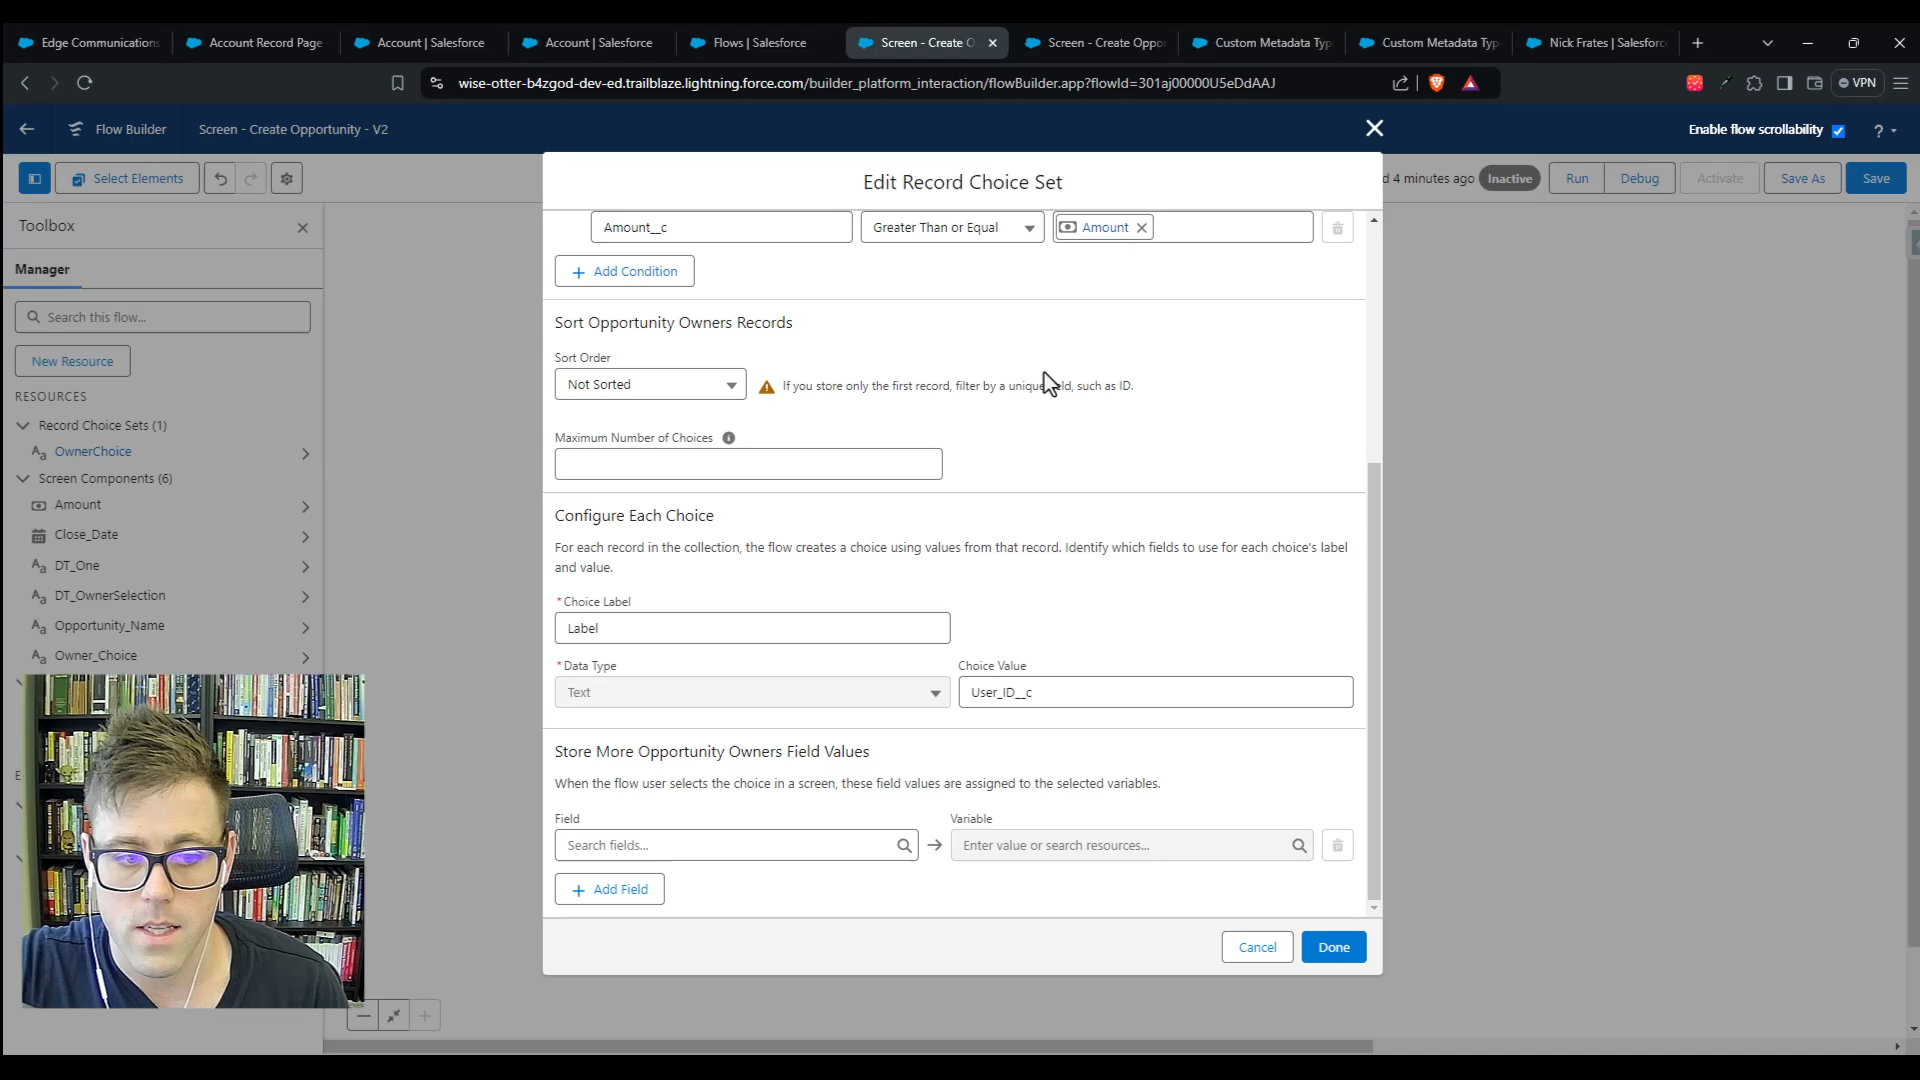 Edge Communications
Account Record Page
Account | Salesforce
Account | Salesforce
Flows | Salesforce
Screen - Create O
Screen - Create Oppo
Custom Metadata Typ
Custom Metadata Typ
Nick Frates | Salesforc
wise-otter-b4zgod-dev-ed.trailblaze.lightning.force.com/builder_platform_interaction/flowBuilder.app?flowId=301aj00000U5eDdAAJ
VPN
Flow Builder
Screen - Create Opportunity - V2
Enable flow scrollability
?
Select Elements
d 4 minutes ago
Inactive
Run
Debug
Activate
Save As
Save
Toolbox
Manager
Search this flow...
New Resource
RESOURCES
Record Choice Sets (1)
OwnerChoice
Screen Components (6)
Amount
Close_Date
DT_One
DT_OwnerSelection
Opportunity_Name
Owner_Choice
E
Edit Record Choice Set
Amount__c
Greater Than or Equal
Amount
Add Condition
Sort Opportunity Owners Records
Sort Order
Not Sorted
If you store only the first record, filter by a unique field, such as ID.
Maximum Number of Choices
Configure Each Choice
For each record in the collection, the flow creates a choice using values from that record. Identify which fields to use for each choice's label
and value.
*Choice Label
Label
*Data Type
Text
Choice Value
User_ID__c
Store More Opportunity Owners Field Values
When the flow user selects the choice in a screen, these field values are assigned to the selected variables.
Field
Search fields...
Variable
Enter value or search resources...
Add Field
Cancel
Done